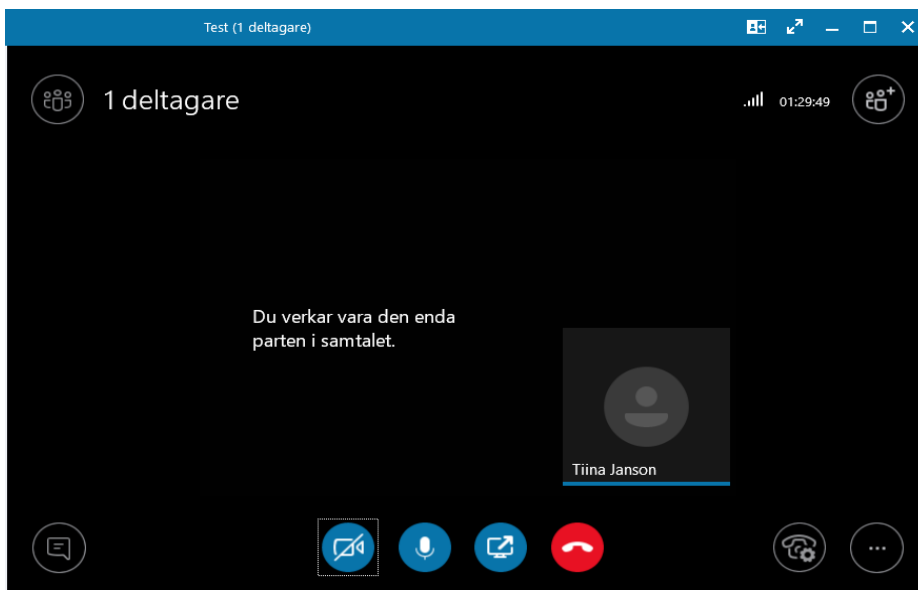 Test (1 deltagare)
1 deltagare
01:29:49
Du verkar vara den enda
parten i samtalet.
Tiina Janson